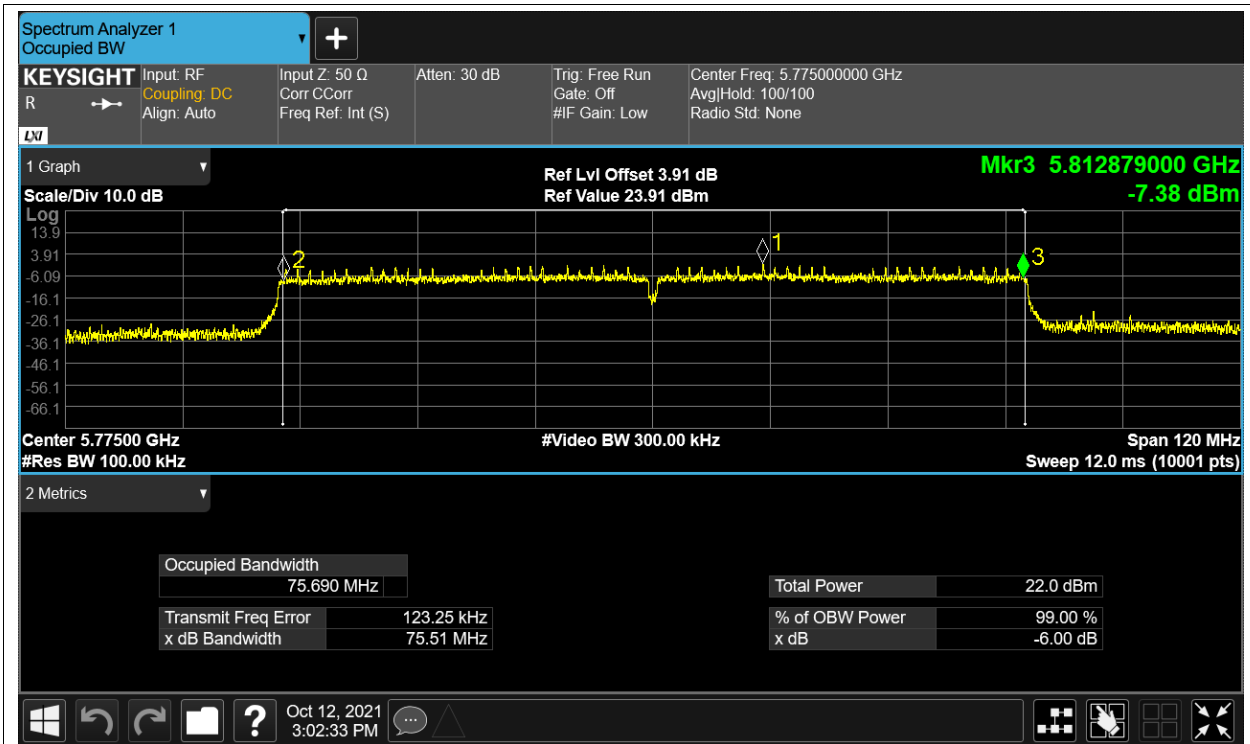 Spectrum Analyzer 1
Occupied BW
KEYSIGHT
R
LXI
Input: RF
Coupling: DC
Align: Auto
Input Z: 50 Ω
Corr CCorr
Freq Ref: Int (S)
Atten: 30 dB
Trig: Free Run
Gate: Off
#IF Gain: Low
Center Freq: 5.775000000 GHz
Avg|Hold: 100/100
Radio Std: None
1 Graph
Scale/Div 10.0 dB
Ref Lvl Offset 3.91 dB
Ref Value 23.91 dBm
Mkr3 5.812879000 GHz
-7.38 dBm
Log
13.9
3.91
-6.09
-16.1
-26.1
-36.1
-46.1
-56.1
-66.1
2
1
3
Center 5.77500 GHz
#Video BW 300.00 kHz
Span 120 MHz
#Res BW 100.00 kHz
Sweep 12.0 ms (10001 pts)
2 Metrics
Occupied Bandwidth
75.690 MHz
Transmit Freq Error 123.25 kHz
x dB Bandwidth 75.51 MHz
Total Power 22.0 dBm
% of OBW Power 99.00 %
x dB -6.00 dB
?
Oct 12, 2021
3:02:33 PM